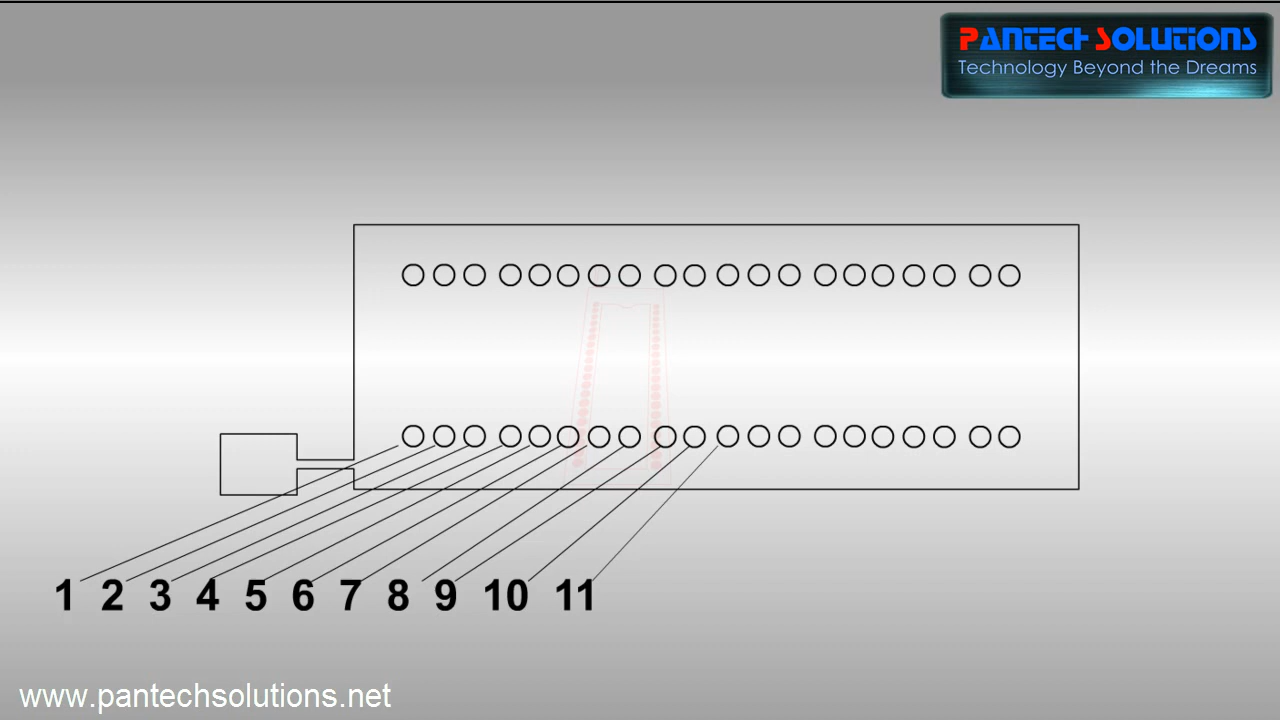 PANTECH SOLUTIONS
Technology Beyond the Dreams
1 2 3 4 5 6 7 8 9 10 11
www.pantechsolutions.net